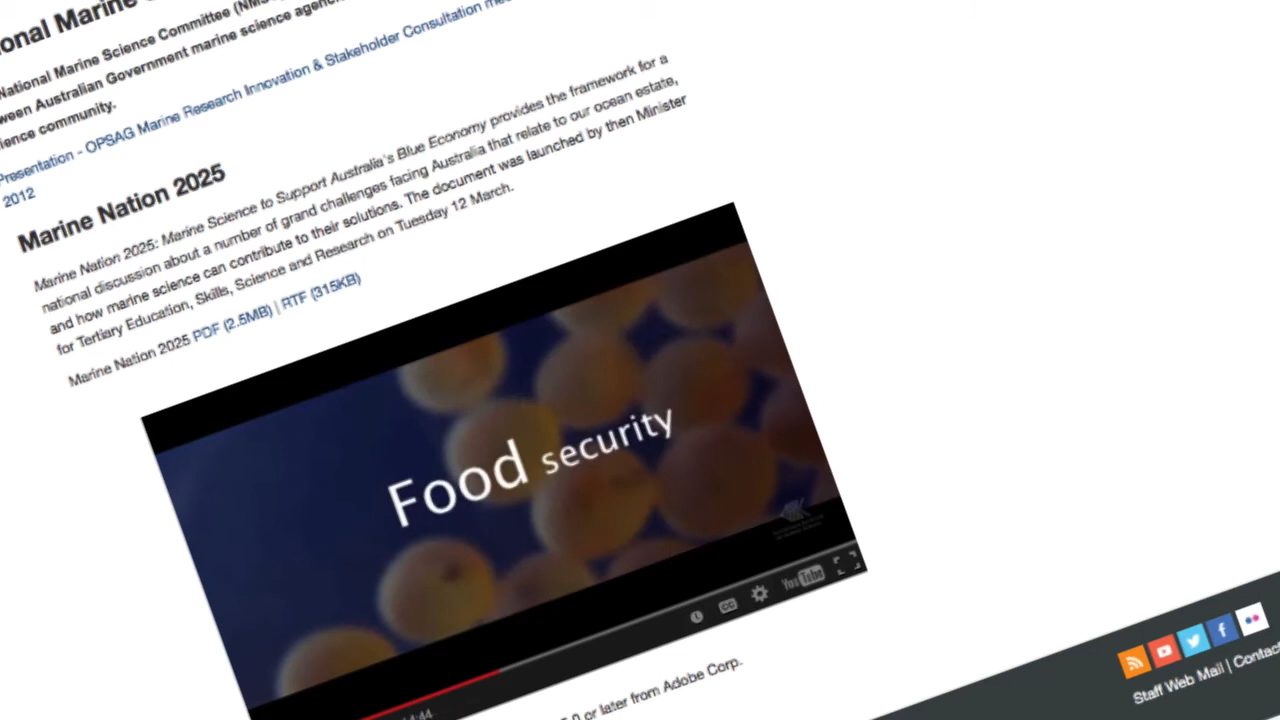 onal Marine
National Marine Science Committee
ween Australian Government marine science
ience community.
Presentation - OPSAG Marine Research Innovation & Stakeholder Consultation
2012
Marine Nation 2025
Marine Nation 2025: Marine Science to Support Australia's Blue Economy provides the framework for a
national discussion about a number of grand challenges facing Australia that relate to our ocean estate,
and how marine science can contribute to their solutions. The document was launched by then Minister
for Tertiary Education, Skills, Science and Research on Tuesday 12 March.
Marine Nation 2025 PDF (2.5MB) | RTF (315KB)
Food security
CC
YouTube
4:44
or later from Adobe Corp.
Staff Web Mail | Contact